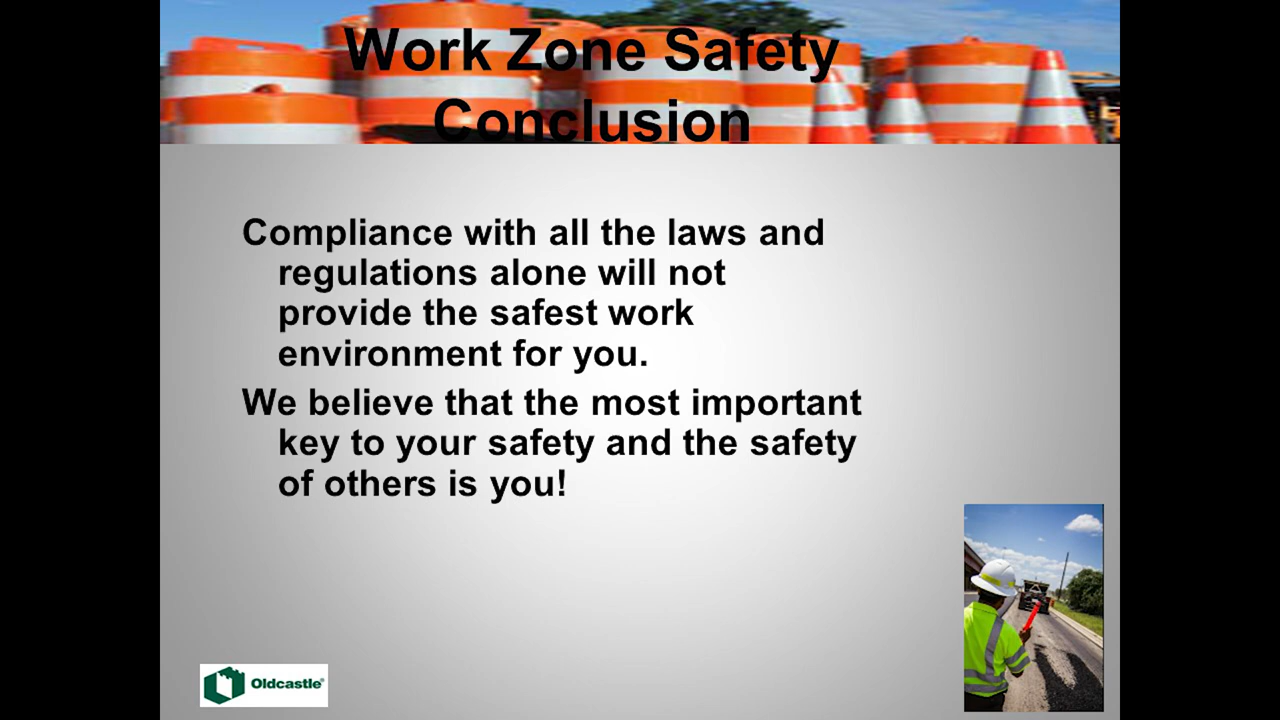 Work Zone Safety
Conclusion
Compliance with all the laws and
regulations alone will not
provide the safest work
environment for you.
We believe that the most important
key to your safety and the safety
of others is you!
Oldcastle®